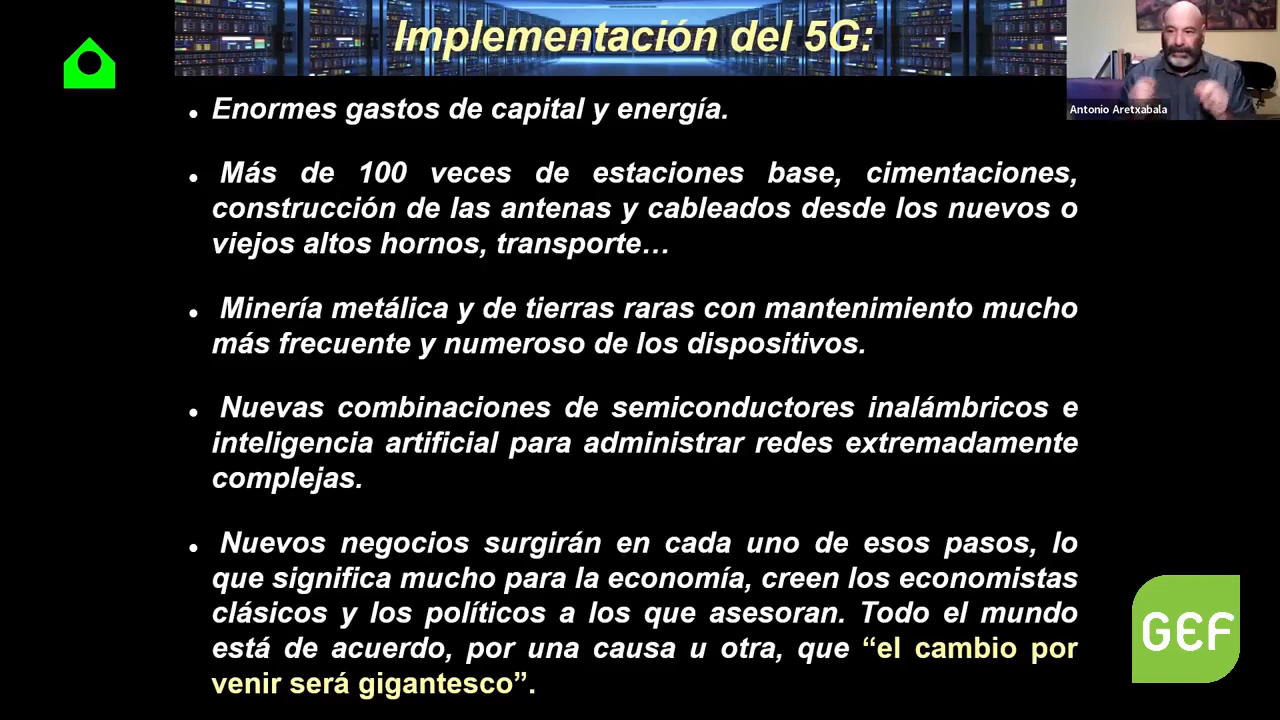 Implementación del 5G:
Antonio Aretxabala
• Enormes gastos de capital y energía.
• Más de 100 veces de estaciones base, cimentaciones,
construcción de las antenas y cableados desde los nuevos o
viejos altos hornos, transporte…
• Minería metálica y de tierras raras con mantenimiento mucho
más frecuente y numeroso de los dispositivos.
• Nuevas combinaciones de semiconductores inalámbricos e
inteligencia artificial para administrar redes extremadamente
complejas.
• Nuevos negocios surgirán en cada uno de esos pasos, lo
que significa mucho para la economía, creen los economistas
clásicos y los políticos a los que asesoran. Todo el mundo
está de acuerdo, por una causa u otra, que “el cambio por
venir será gigantesco”.
GEF